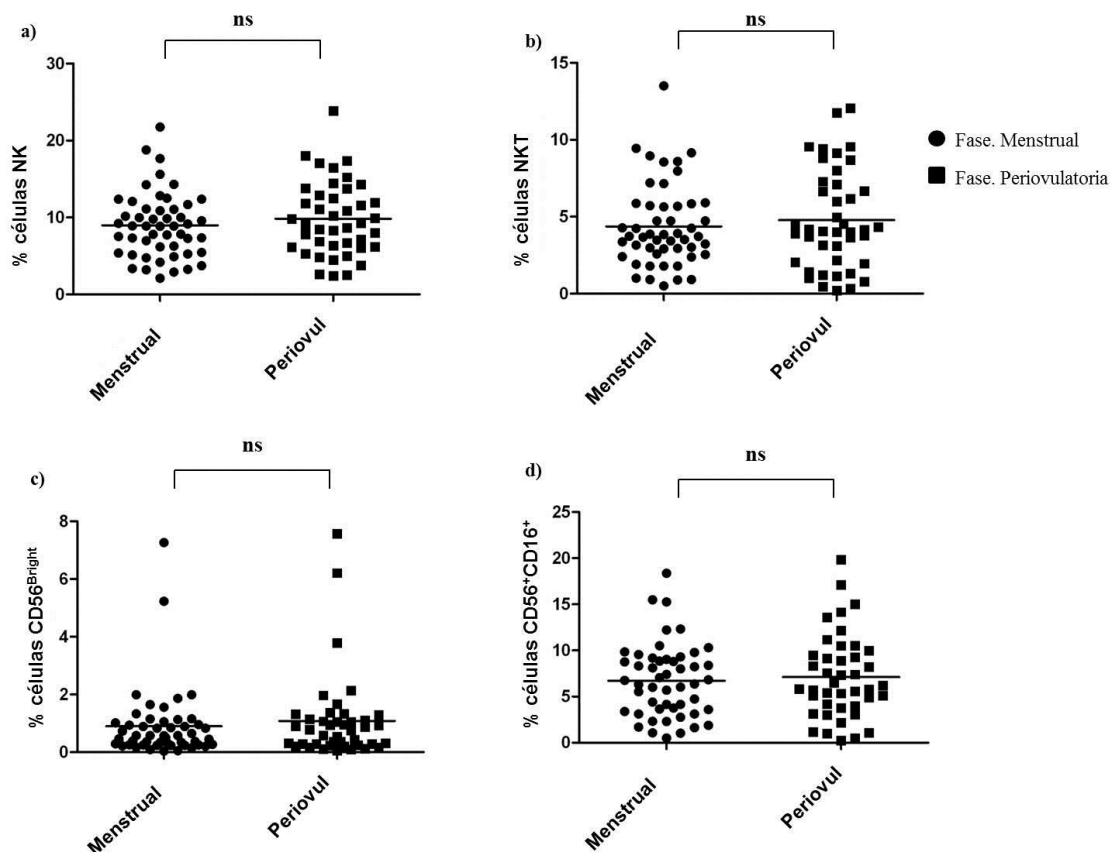 ns
a)
% células NK
30
20
10
0
Menstrual
Periovul
ns
b)
% células NKT
15
10
5
0
Menstrual
Periovul
Fase. Menstrual
Fase. Periovulatoria
ns
c)
% células CD56Bright
8
6
4
2
0
Menstrual
Periovul
ns
d)
% células CD56+CD16+
25
20
15
10
5
0
Menstrual
Periovul